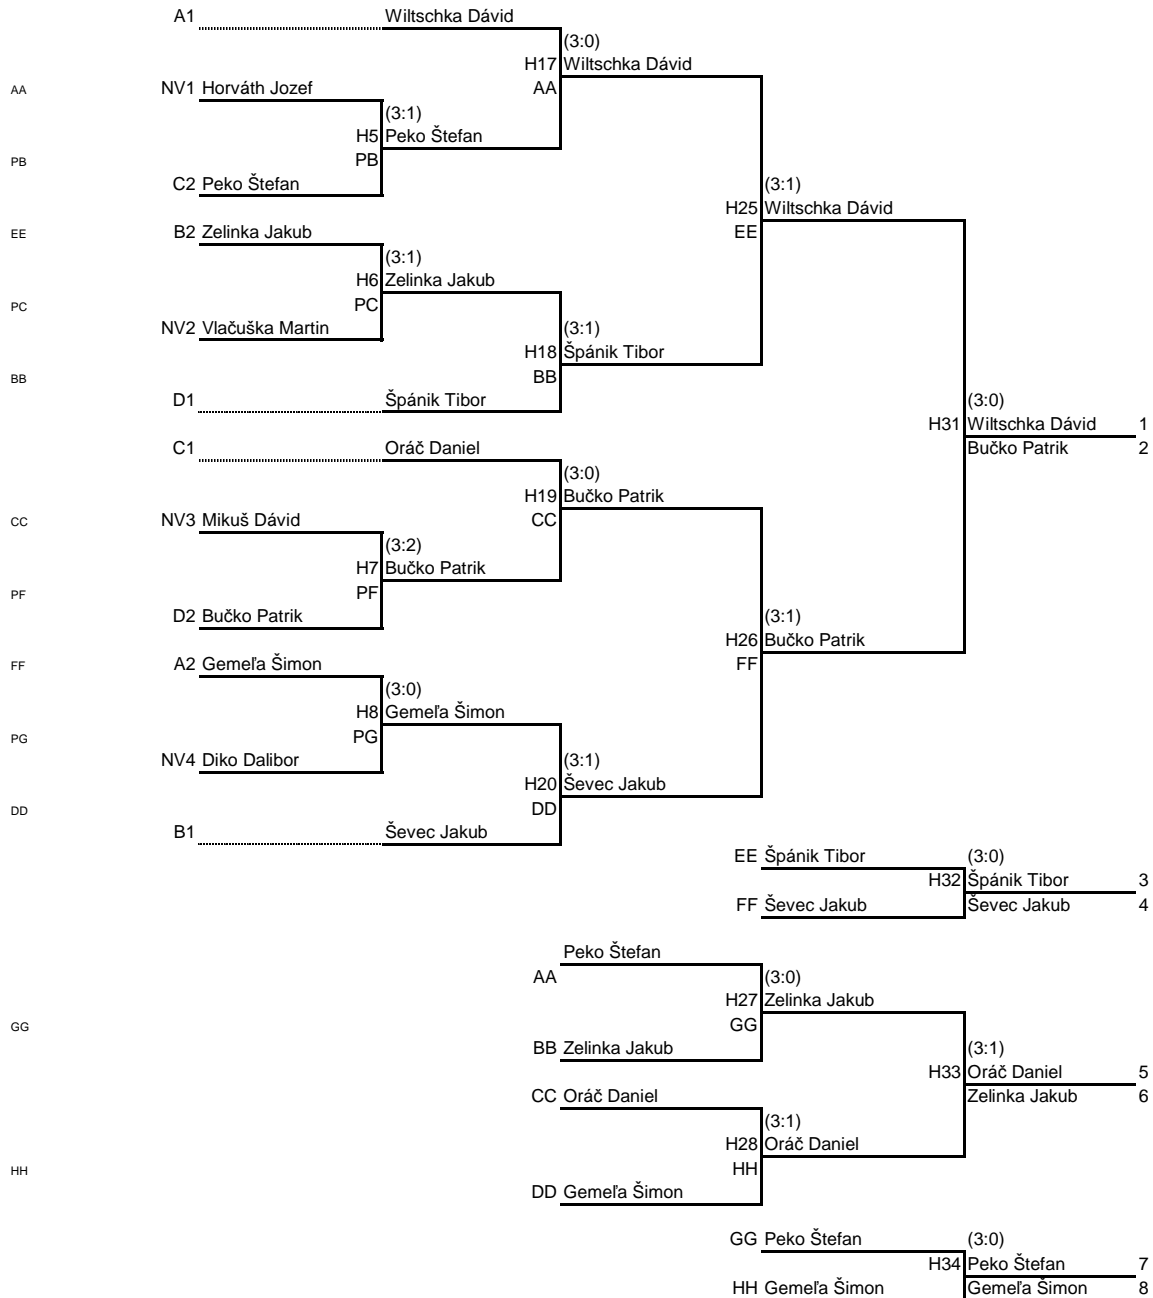 A1 Wiltschka Dávid
(3:0)
H17 Wiltschka Dávid
AA NV1 Horváth Jozef AA
(3:1)
H5 Peko Štefan
PB PB
C2 Peko Štefan (3:1)
H25 Wiltschka Dávid
EE B2 Zelinka Jakub EE
(3:1)
H6 Zelinka Jakub
PC PC
NV2 Vlačuška Martin (3:1)
H18 Špánik Tibor
BB BB
D1 Špánik Tibor (3:0)
H31 Wiltschka Dávid 1
C1 Oráč Daniel Bučko Patrik 2
(3:0)
H19 Bučko Patrik
CC NV3 Mikuš Dávid CC
(3:2)
H7 Bučko Patrik
PF PF
D2 Bučko Patrik (3:1)
H26 Bučko Patrik
FF A2 Gemeľa Šimon FF
(3:0)
H8 Gemeľa Šimon
PG PG
NV4 Diko Dalibor (3:1)
H20 Ševec Jakub
DD DD
B1 Ševec Jakub
EE Špánik Tibor (3:0)
H32 Špánik Tibor 3
FF Ševec Jakub Ševec Jakub 4
Peko Štefan
AA (3:0)
H27 Zelinka Jakub
GG GG
BB Zelinka Jakub (3:1)
H33 Oráč Daniel 5
CC Oráč Daniel Zelinka Jakub 6
(3:1)
H28 Oráč Daniel
HH HH
DD Gemeľa Šimon
GG Peko Štefan (3:0)
H34 Peko Štefan 7
HH Gemeľa Šimon Gemeľa Šimon 8